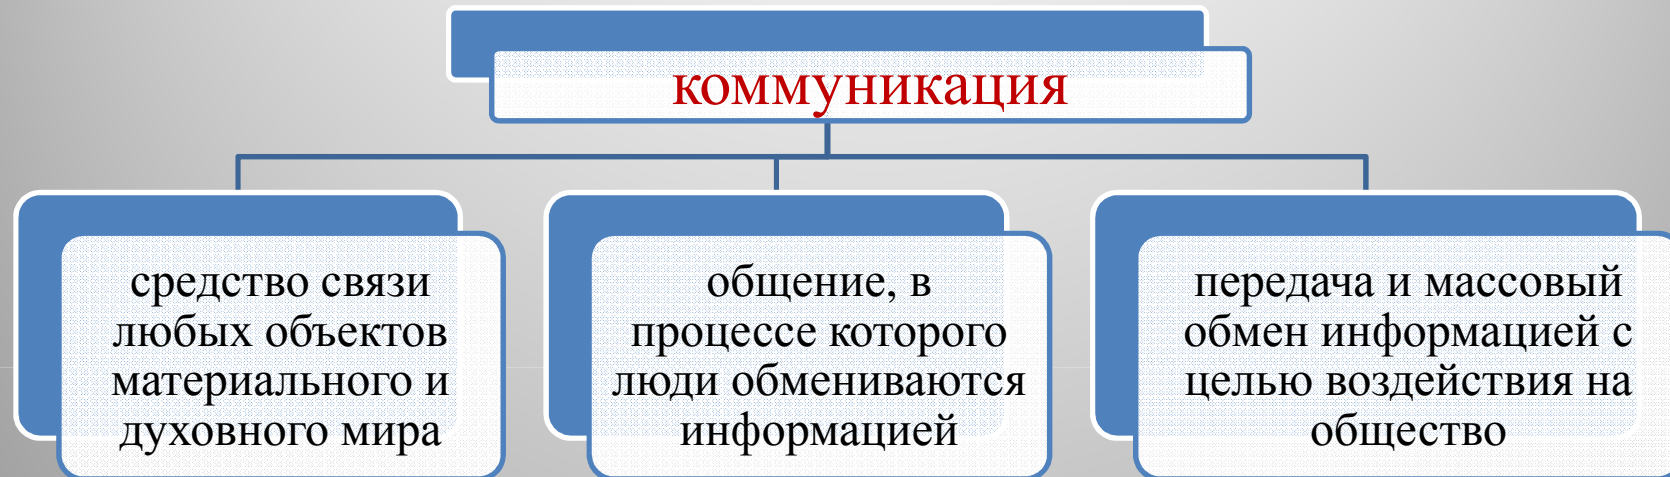 коммуникация
средство связи
любых объектов
материального и
духовного мира
общение, в
процессе которого
люди обмениваются
информацией
передача и массовый
обмен информацией с
целью воздействия на
общество